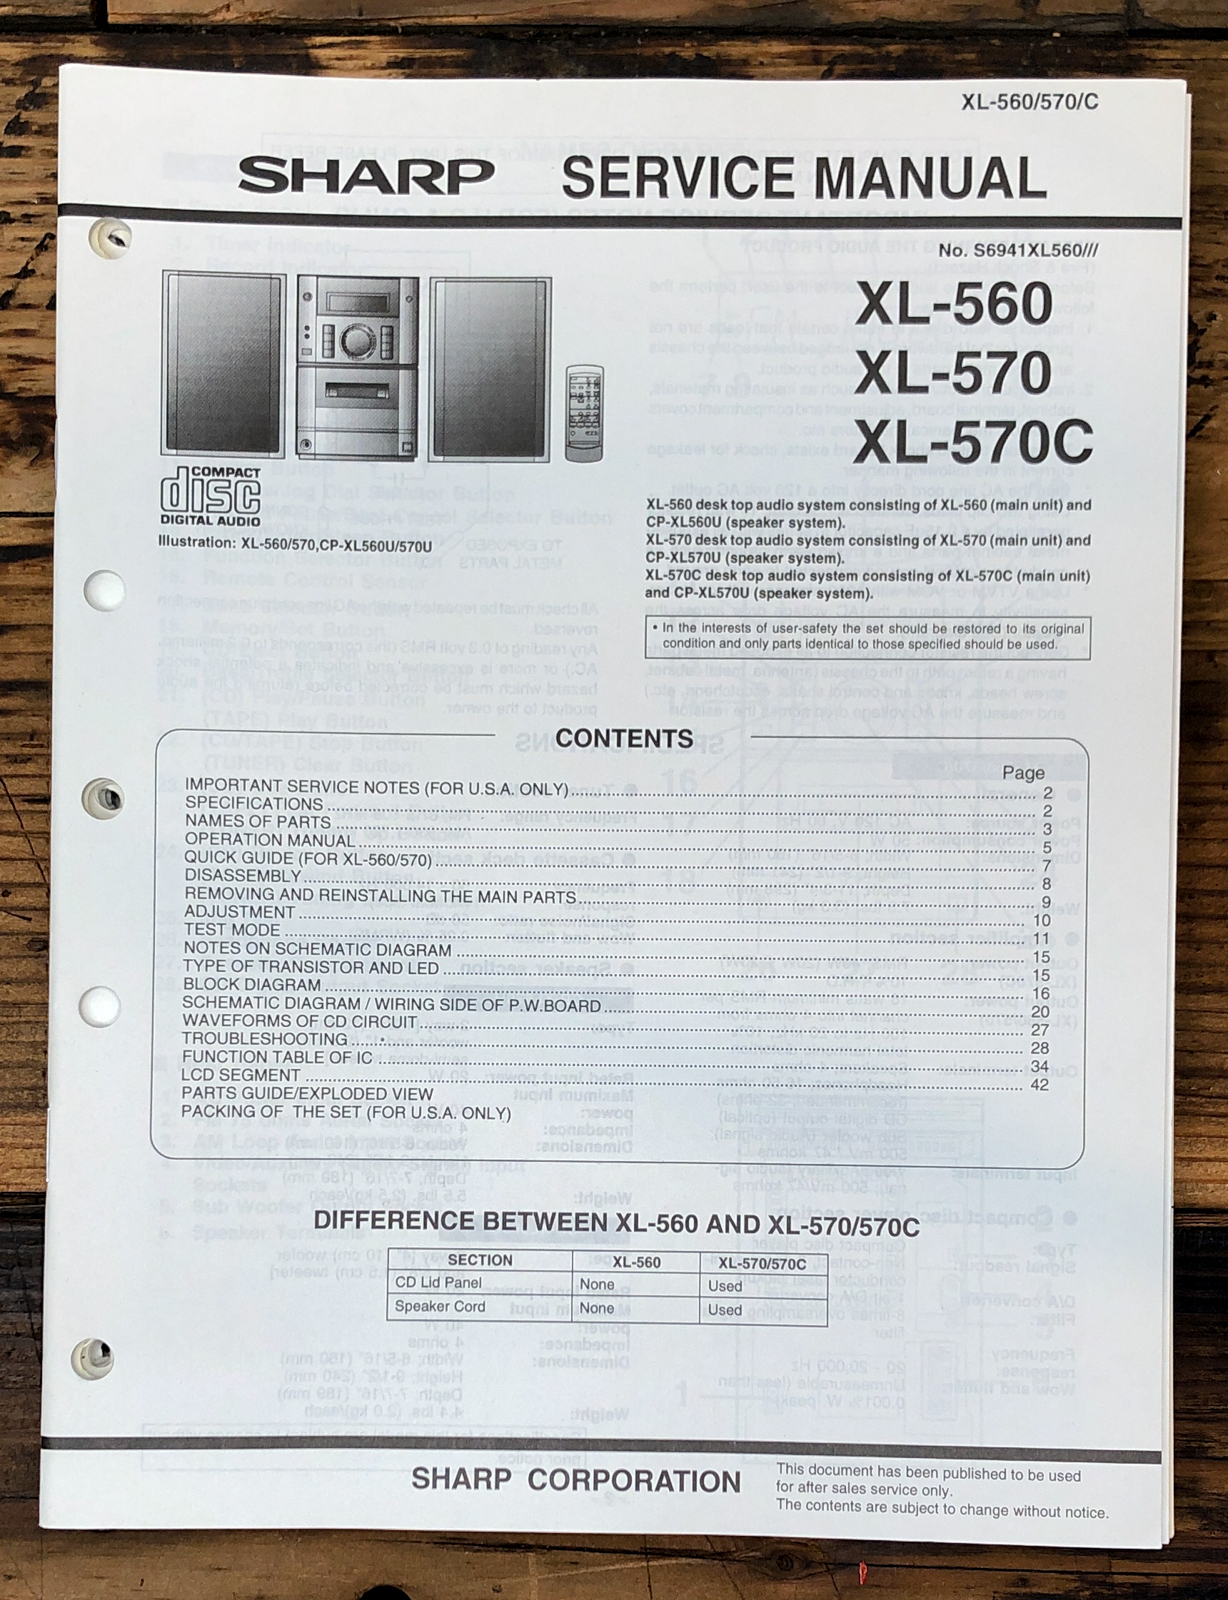 XL-560/570/C
SHARP SERVICE MANUAL
No. S6941XL560///
XL-560
XL-570
XL-570C
COMPACT
disc
DIGITAL AUDIO
Illustration: XL-560/570,CP-XL560U/570U
XL-560 desk top audio system consisting of XL-560 (main unit) and
CP-XL560U (speaker system).
XL-570 desk top audio system consisting of XL-570 (main unit) and
CP-XL570U (speaker system).
XL-570C desk top audio system consisting of XL-570C (main unit)
and CP-XL570U (speaker system).
• In the interests of user-safety the set should be restored to its original
condition and only parts identical to those specified should be used.
CONTENTS
Page
IMPORTANT SERVICE NOTES (FOR U.S.A. ONLY) 2
SPECIFICATIONS 2
NAMES OF PARTS 3
OPERATION MANUAL 5
QUICK GUIDE (FOR XL-560/570) 7
DISASSEMBLY 8
REMOVING AND REINSTALLING THE MAIN PARTS 9
ADJUSTMENT 10
TEST MODE 11
NOTES ON SCHEMATIC DIAGRAM 15
TYPE OF TRANSISTOR AND LED 15
BLOCK DIAGRAM 16
SCHEMATIC DIAGRAM / WIRING SIDE OF P.W.BOARD 20
WAVEFORMS OF CD CIRCUIT 27
TROUBLESHOOTING 28
FUNCTION TABLE OF IC 34
LCD SEGMENT 42
PARTS GUIDE/EXPLODED VIEW
PACKING OF THE SET (FOR U.S.A. ONLY)
DIFFERENCE BETWEEN XL-560 AND XL-570/570C
SECTION XL-560 XL-570/570C
CD Lid Panel None Used
Speaker Cord None Used
SHARP CORPORATION
This document has been published to be used
for after sales service only.
The contents are subject to change without notice.